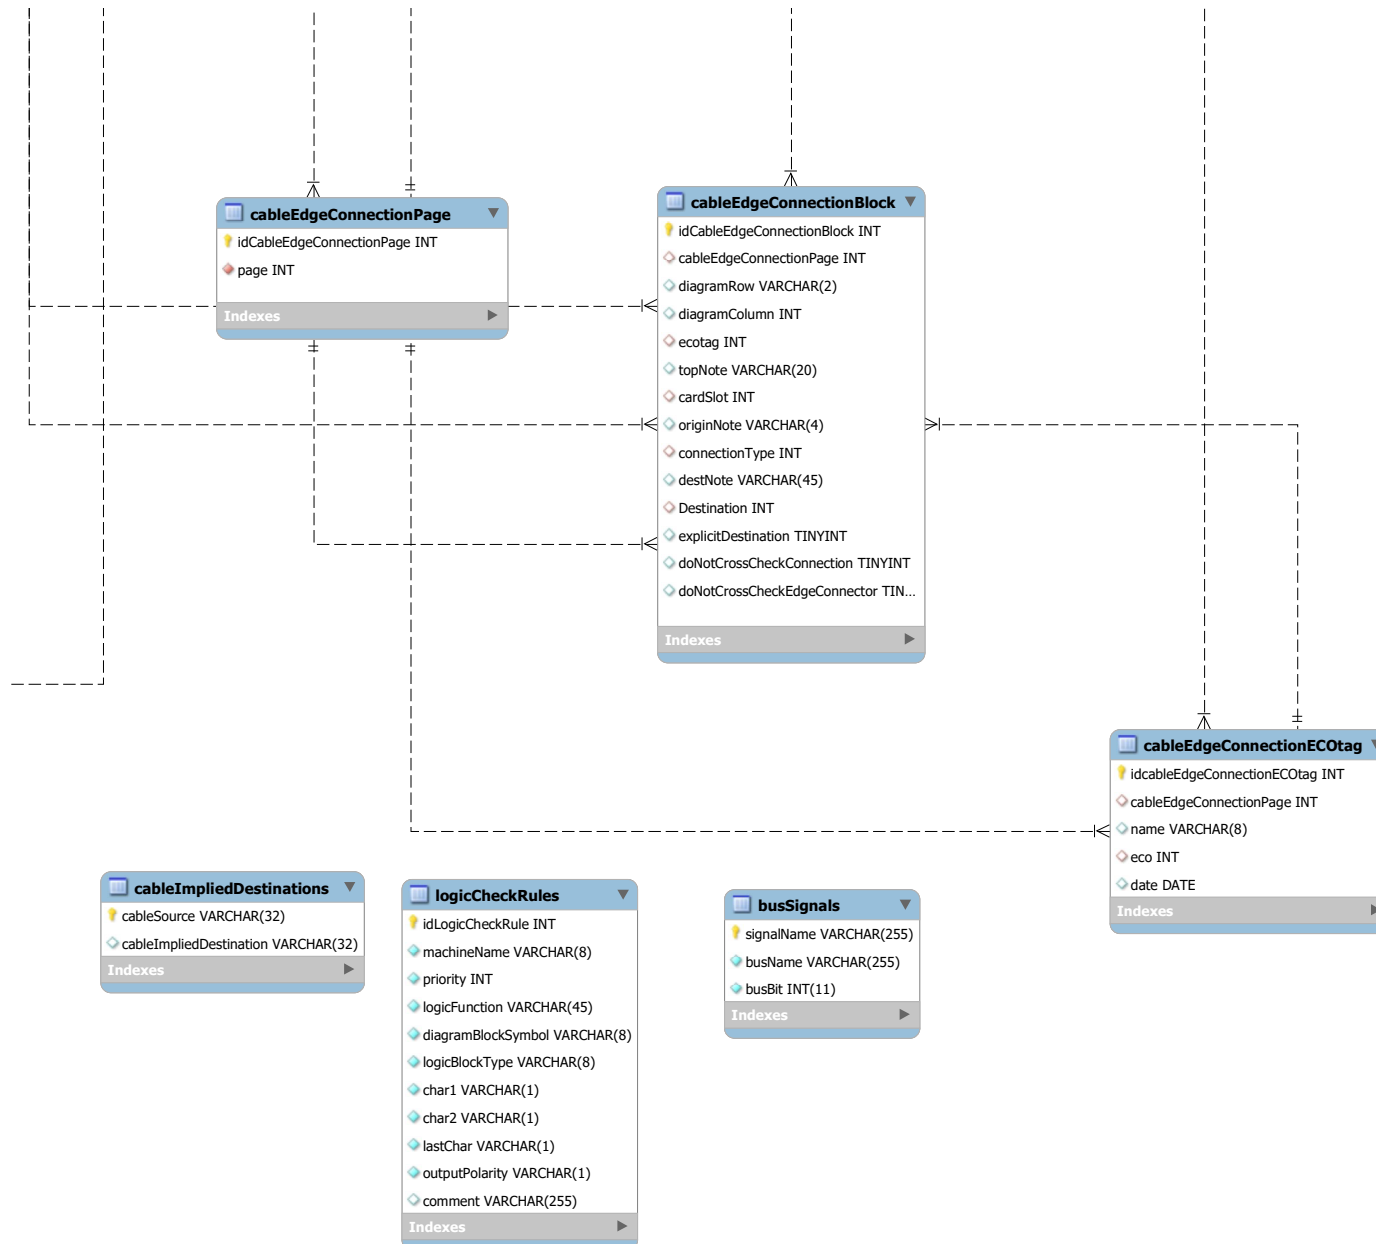 cableEdgeConnectionPage
idCableEdgeConnectionPage INT
page INT
Indexes
cableEdgeConnectionBlock
idCableEdgeConnectionBlock INT
cableEdgeConnectionPage INT
diagramRow VARCHAR(2)
diagramColumn INT
ecotag INT
topNote VARCHAR(20)
cardSlot INT
originNote VARCHAR(4)
connectionType INT
destNote VARCHAR(45)
Destination INT
explicitDestination TINYINT
doNotCrossCheckConnection TINYINT
doNotCrossCheckEdgeConnector TIN...
Indexes
cableEdgeConnectionECOtag
idcableEdgeConnectionECOtag INT
cableEdgeConnectionPage INT
name VARCHAR(8)
eco INT
date DATE
Indexes
cableImpliedDestinations
cableSource VARCHAR(32)
cableImpliedDestination VARCHAR(32)
Indexes
logicCheckRules
idLogicCheckRule INT
machineName VARCHAR(8)
priority INT
logicFunction VARCHAR(45)
diagramBlockSymbol VARCHAR(8)
logicBlockType VARCHAR(8)
char1 VARCHAR(1)
char2 VARCHAR(1)
lastChar VARCHAR(1)
outputPolarity VARCHAR(1)
comment VARCHAR(255)
Indexes
busSignals
signalName VARCHAR(255)
busName VARCHAR(255)
busBit INT(11)
Indexes